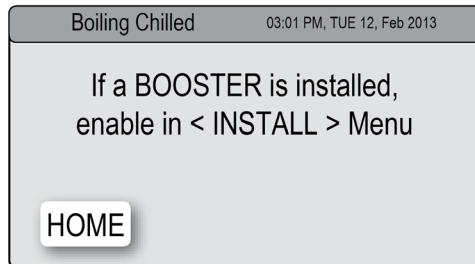 Boiling Chilled 03:01 PM, TUE 12, Feb 2013
If a BOOSTER is installed,
enable in < INSTALL > Menu
HOME